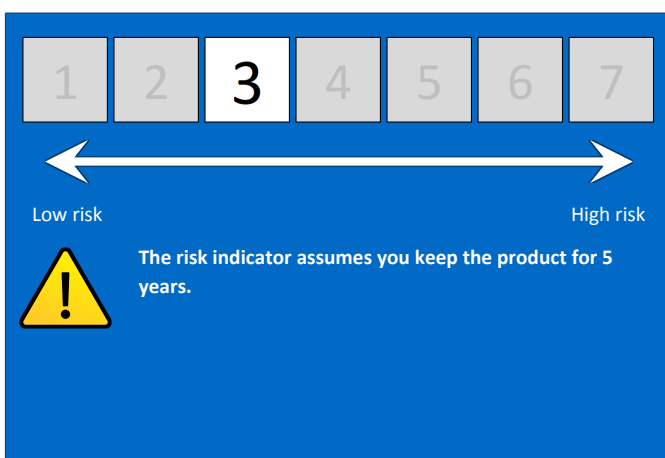 1 2 3 4 5 6 7
Low risk High risk
The risk indicator assumes you keep the product for 5
years.